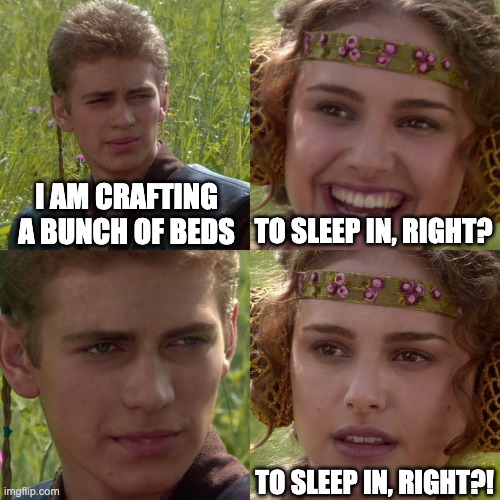 I AM CRAFTING
A BUNCH OF BEDS
TO SLEEP IN, RIGHT?
TO SLEEP IN, RIGHT?!
imgflip.com